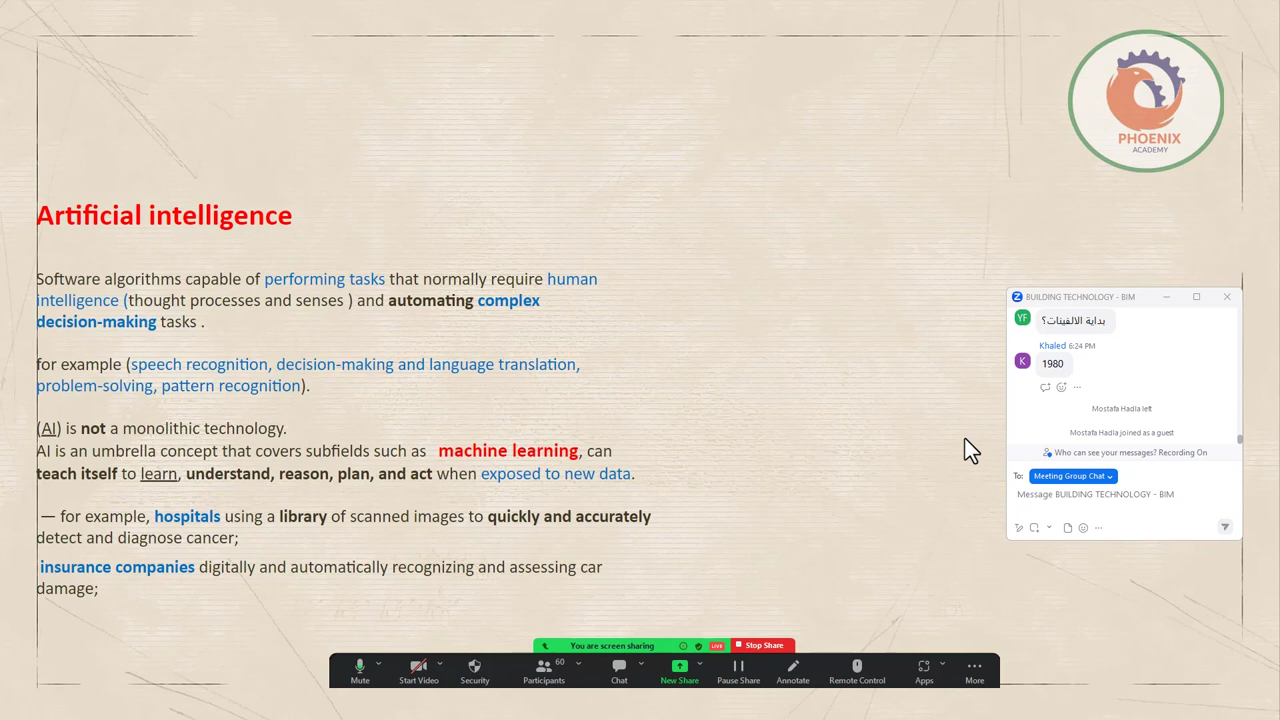 PHOENIX
ACADEMY
Artificial intelligence
Software algorithms capable of performing tasks that normally require human
intelligence (thought processes and senses ) and automating complex
decision-making tasks .
for example (speech recognition, decision-making and language translation,
problem-solving, pattern recognition).
(AI) is not a monolithic technology.
AI is an umbrella concept that covers subfields such as machine learning, can
teach itself to learn, understand, reason, plan, and act when exposed to new data.
— for example, hospitals using a library of scanned images to quickly and accurately
detect and diagnose cancer;
insurance companies digitally and automatically recognizing and assessing car
damage;
BUILDING TECHNOLOGY - BIM
YF
بداية الالفينات؟
Khaled 6:24 PM
K
1980
Mostafa Hadla left
Mostafa Hadla joined as a guest
Who can see your messages? Recording On
To: Meeting Group Chat
Message BUILDING TECHNOLOGY - BIM
You are screen sharing
LIVE
Stop Share
60
Mute
Start Video
Security
Participants
Chat
New Share
Pause Share
Annotate
Remote Control
Apps
More